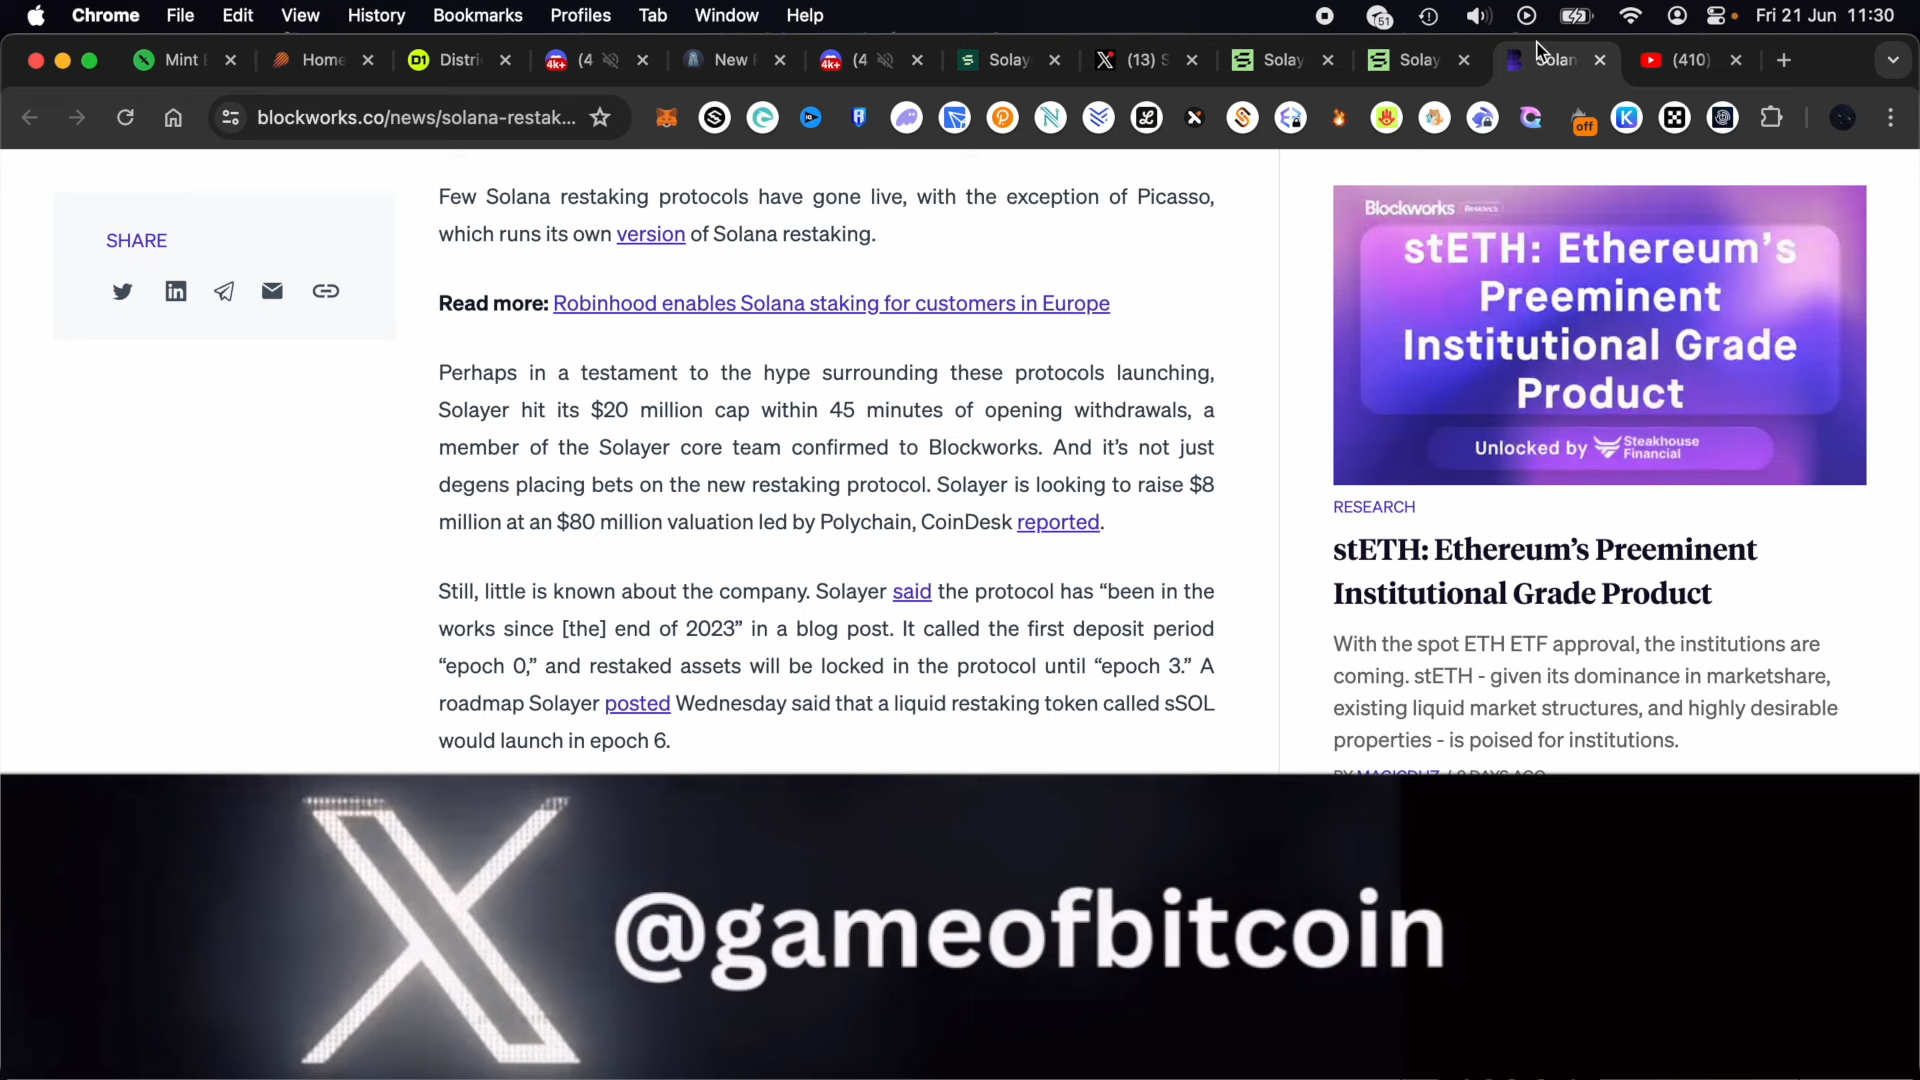 Chrome File Edit View History Bookmarks Profiles Tab Window Help 51 Fri 21 Jun 11:30
Mint Home Distri 4k+ (4 New 4k+ (4 Solay (13) S Solay Solay Solan (410)
blockworks.co/news/solana-restak... off
SHARE
Few Solana restaking protocols have gone live, with the exception of Picasso,
which runs its own version of Solana restaking.
Read more: Robinhood enables Solana staking for customers in Europe
Perhaps in a testament to the hype surrounding these protocols launching,
Solayer hit its $20 million cap within 45 minutes of opening withdrawals, a
member of the Solayer core team confirmed to Blockworks. And it’s not just
degens placing bets on the new restaking protocol. Solayer is looking to raise $8
million at an $80 million valuation led by Polychain, CoinDesk reported.
Still, little is known about the company. Solayer said the protocol has “been in the
works since [the] end of 2023” in a blog post. It called the first deposit period
“epoch 0,” and restaked assets will be locked in the protocol until “epoch 3.” A
roadmap Solayer posted Wednesday said that a liquid restaking token called sSOL
would launch in epoch 6.
Blockworks Research
stETH: Ethereum’s
Preeminent
Institutional Grade
Product
Unlocked by Steakhouse
Financial
RESEARCH
stETH: Ethereum’s Preeminent
Institutional Grade Product
With the spot ETH ETF approval, the institutions are
coming. stETH - given its dominance in marketshare,
existing liquid market structures, and highly desirable
properties - is poised for institutions.
@gameofbitcoin